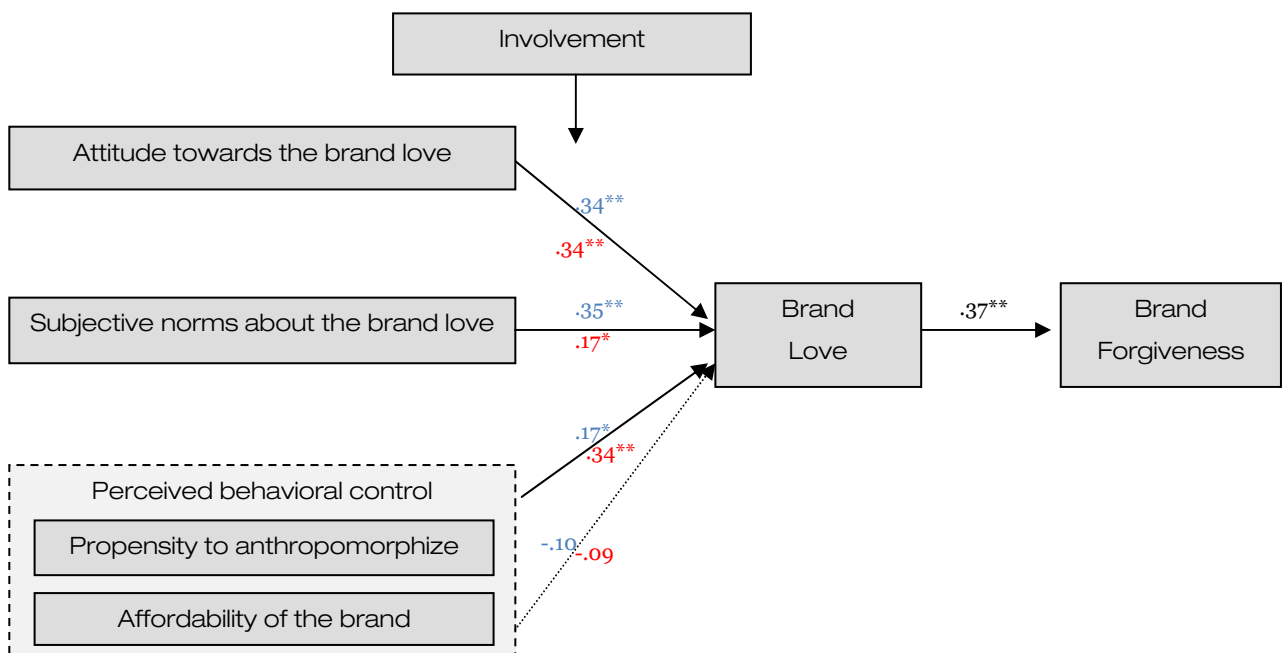 Involvement
Attitude towards the brand love
.34**
.34**
Subjective norms about the brand love
.35**
.17*
Brand
Love
.37**
Brand
Forgiveness
.17*
.34**
Perceived behavioral control
Propensity to anthropomorphize
-.10
-.09
Affordability of the brand